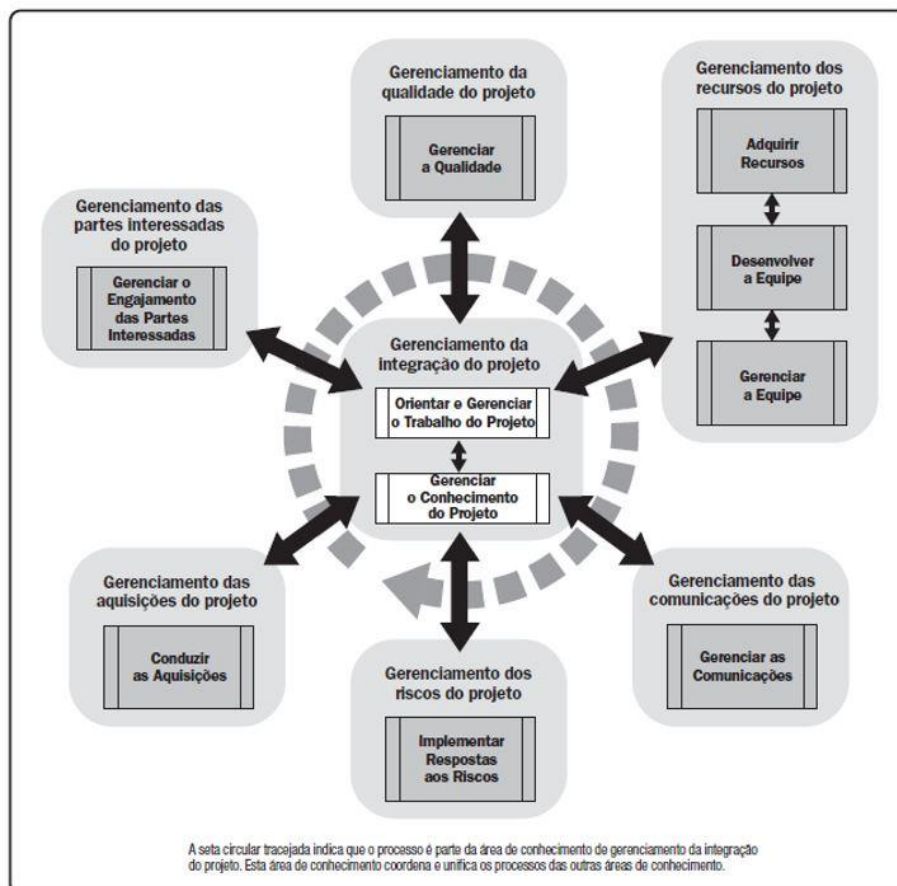 Gerenciamento da
qualidade do projeto
Gerenciar
a Qualidade
Gerenciamento dos
recursos do projeto
Adquirir
Recursos
Desenvolver
a Equipe
Gerenciar
a Equipe
Gerenciamento das
partes interessadas
do projeto
Gerenciar o
Engajamento
das Partes
Interessadas
Gerenciamento da
integração do projeto
Orientar e Gerenciar
o Trabalho do Projeto
Gerenciar
o Conhecimento
do Projeto
Gerenciamento das
aquisições do projeto
Conduzir
as Aquisições
Gerenciamento dos
riscos do projeto
Implementar
Respostas
aos Riscos
Gerenciamento das
comunicações do projeto
Gerenciar as
Comunicações
A seta circular tracejada indica que o processo é parte da área de conhecimento de gerenciamento da integração
do projeto. Esta área de conhecimento coordena e unifica os processos das outras áreas de conhecimento.